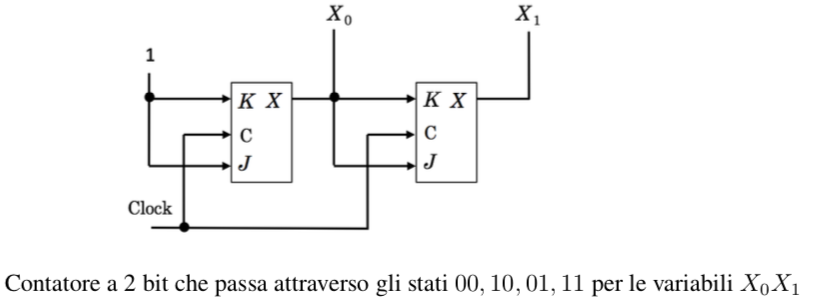 X₀ X₁
1
K X K X
C C
J J
Clock
Contatore a 2 bit che passa attraverso gli stati 00, 10, 01, 11 per le variabili X₀X₁